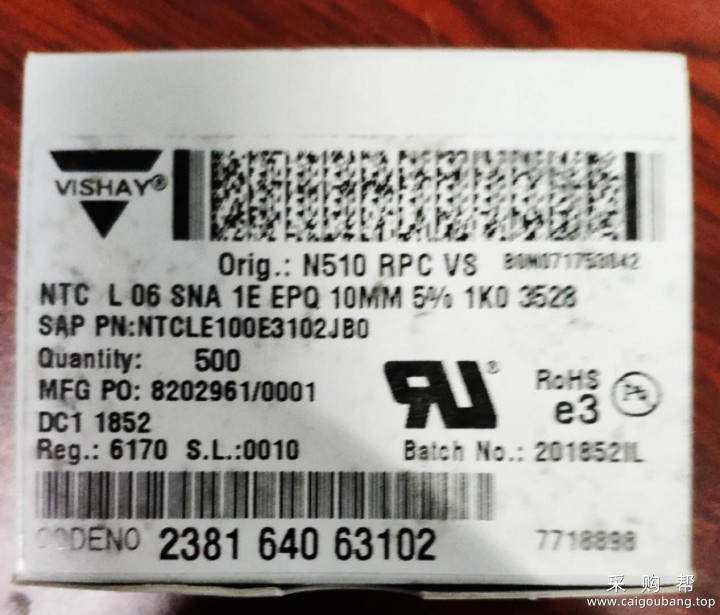 VISHAY®
Orig.: N510 RPC VS
NTC L 06 SNA 1E EPQ 10MM 5% 1K0 3528
SAP PN:NTCLE100E3102JB0
Quantity: 500
MFG PO: 8202961/0001
DC1 1852
Reg.: 6170 S.L.:0010
RU®
RoHS
e3
Batch No.: 201852IL
CODENO 2381 640 63102
7718898
采购帮
www.caigoubang.top